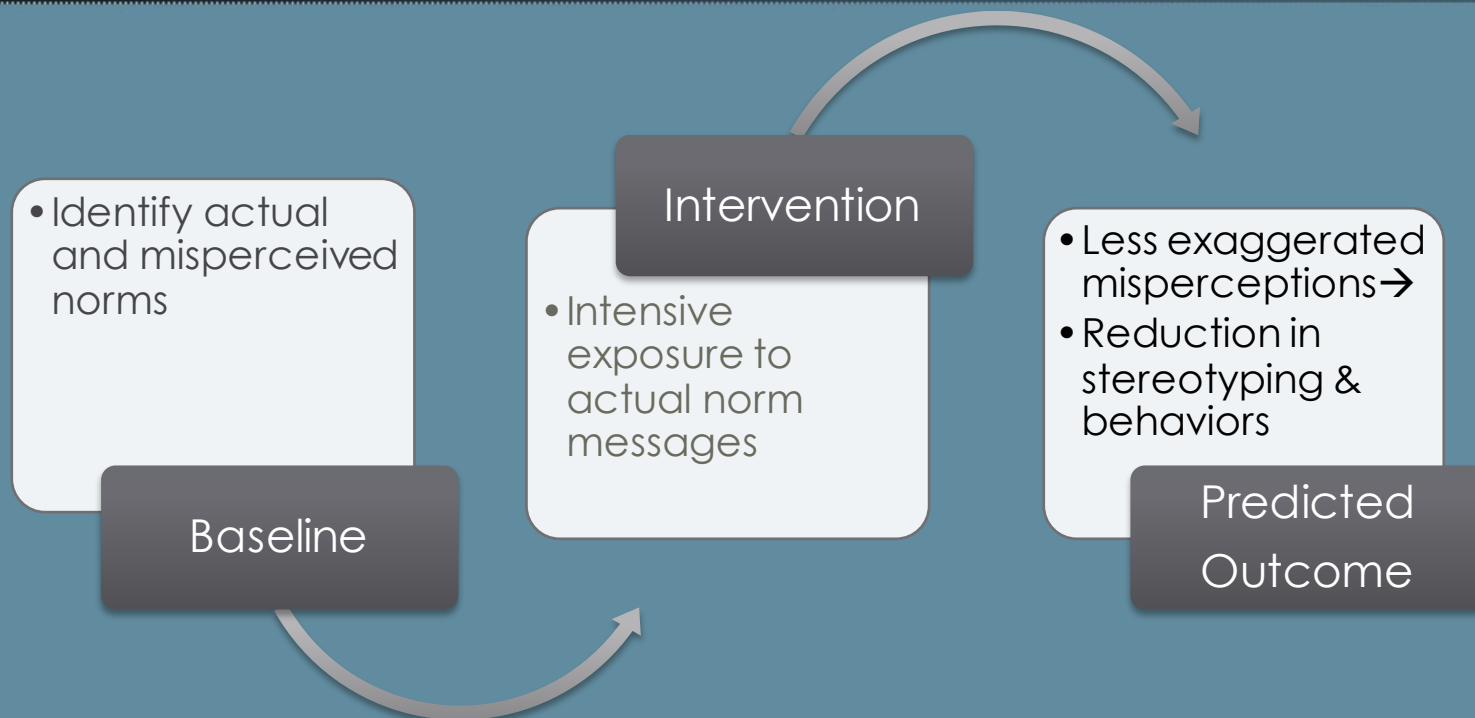 • Identify actual
and misperceived
norms
Baseline
Intervention
• Intensive
exposure to
actual norm
messages
• Less exaggerated
misperceptions→
• Reduction in
stereotyping &
behaviors
Predicted
Outcome